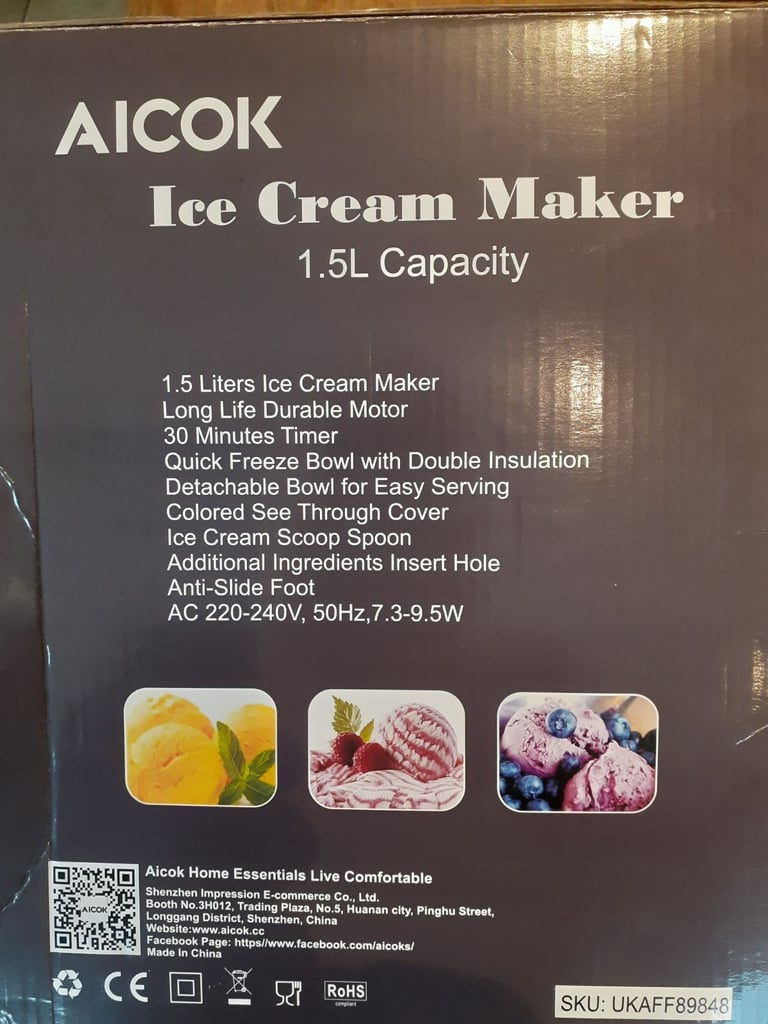 AICOK
Ice Cream Maker
1.5L Capacity
1.5 Liters Ice Cream Maker
Long Life Durable Motor
30 Minutes Timer
Quick Freeze Bowl with Double Insulation
Detachable Bowl for Easy Serving
Colored See Through Cover
Ice Cream Scoop Spoon
Additional Ingredients Insert Hole
Anti-Slide Foot
AC 220-240V, 50Hz,7.3-9.5W
AICOK
Aicok Home Essentials Live Comfortable
Shenzhen Impression E-commerce Co., Ltd.
Booth No.3H012, Trading Plaza, No.5, Huanan city, Pinghu Street,
Longgang District, Shenzhen, China
Website:www.aicok.cc
Facebook Page: https//www.facebook.com/aicoks/
Made In China
CE
RoHS
compliant
SKU: UKAFF89848